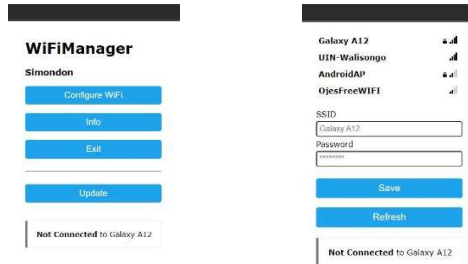 WiFiManager
Simondon
Configure WiFi
Info
Exit
Update
Not Connected to Galaxy A12
Galaxy A12
UIN-Walisongo
AndroidAP
OjesFreeWIFI
SSID
Galaxy A12
Password
********
Save
Refresh
Not Connected to Galaxy A12